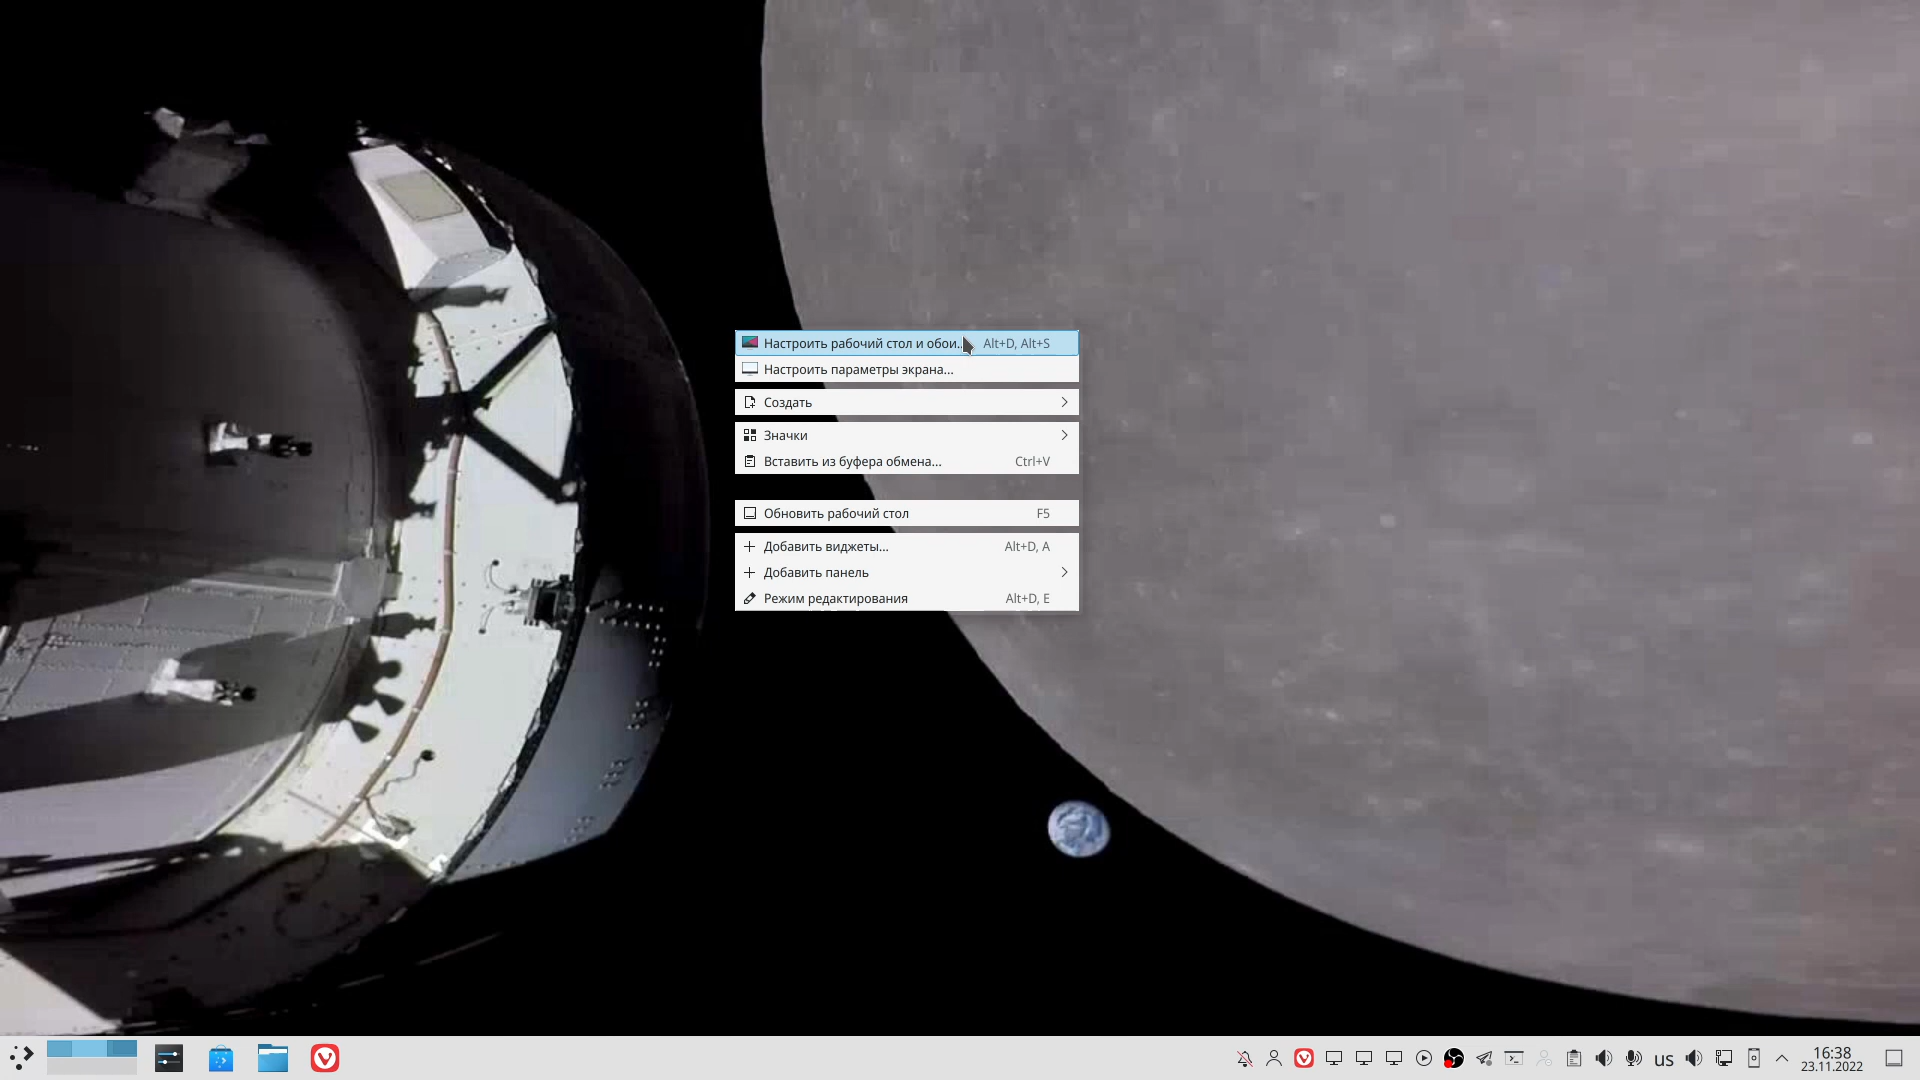 Настроить рабочий стол и обои... Alt+D, Alt+S
Настроить параметры экрана...
Создать
Значки
Вставить из буфера обмена... Ctrl+V
Обновить рабочий стол F5
Добавить виджеты... Alt+D, A
Добавить панель
Режим редактирования Alt+D, E
us
16:38
23.11.2022